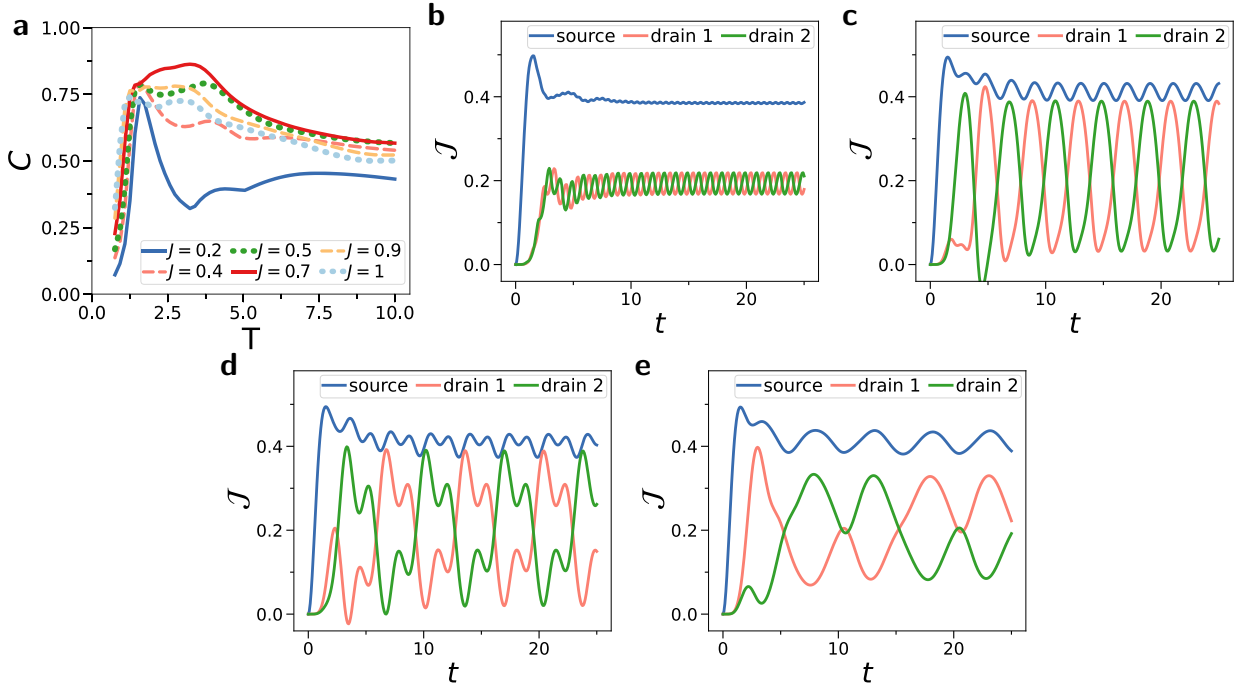 a
1.00
0.75
0.50
0.25
0.00
C
J = 0.2
J = 0.5
J = 0.9
J = 0.4
J = 0.7
J = 1
0.0
2.5
5.0
7.5
10.0
T
b
source
drain 1
drain 2
0.4
0.2
0.0
𝒥
0
10
20
t
c
source
drain 1
drain 2
0.4
0.2
0.0
𝒥
0
10
20
t
d
source
drain 1
drain 2
0.4
0.2
0.0
𝒥
0
10
20
t
e
source
drain 1
drain 2
0.4
0.2
0.0
𝒥
0
10
20
t